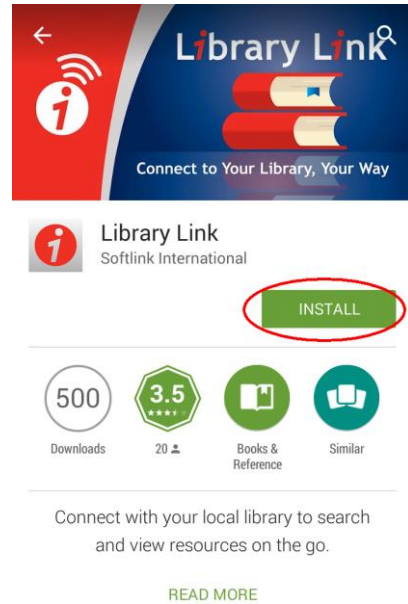 Library Link
Connect to Your Library, Your Way
Library Link
Softlink International
INSTALL
500
3.5
Downloads
20
Books &
Reference
Similar
Connect with your local library to search
and view resources on the go.
READ MORE